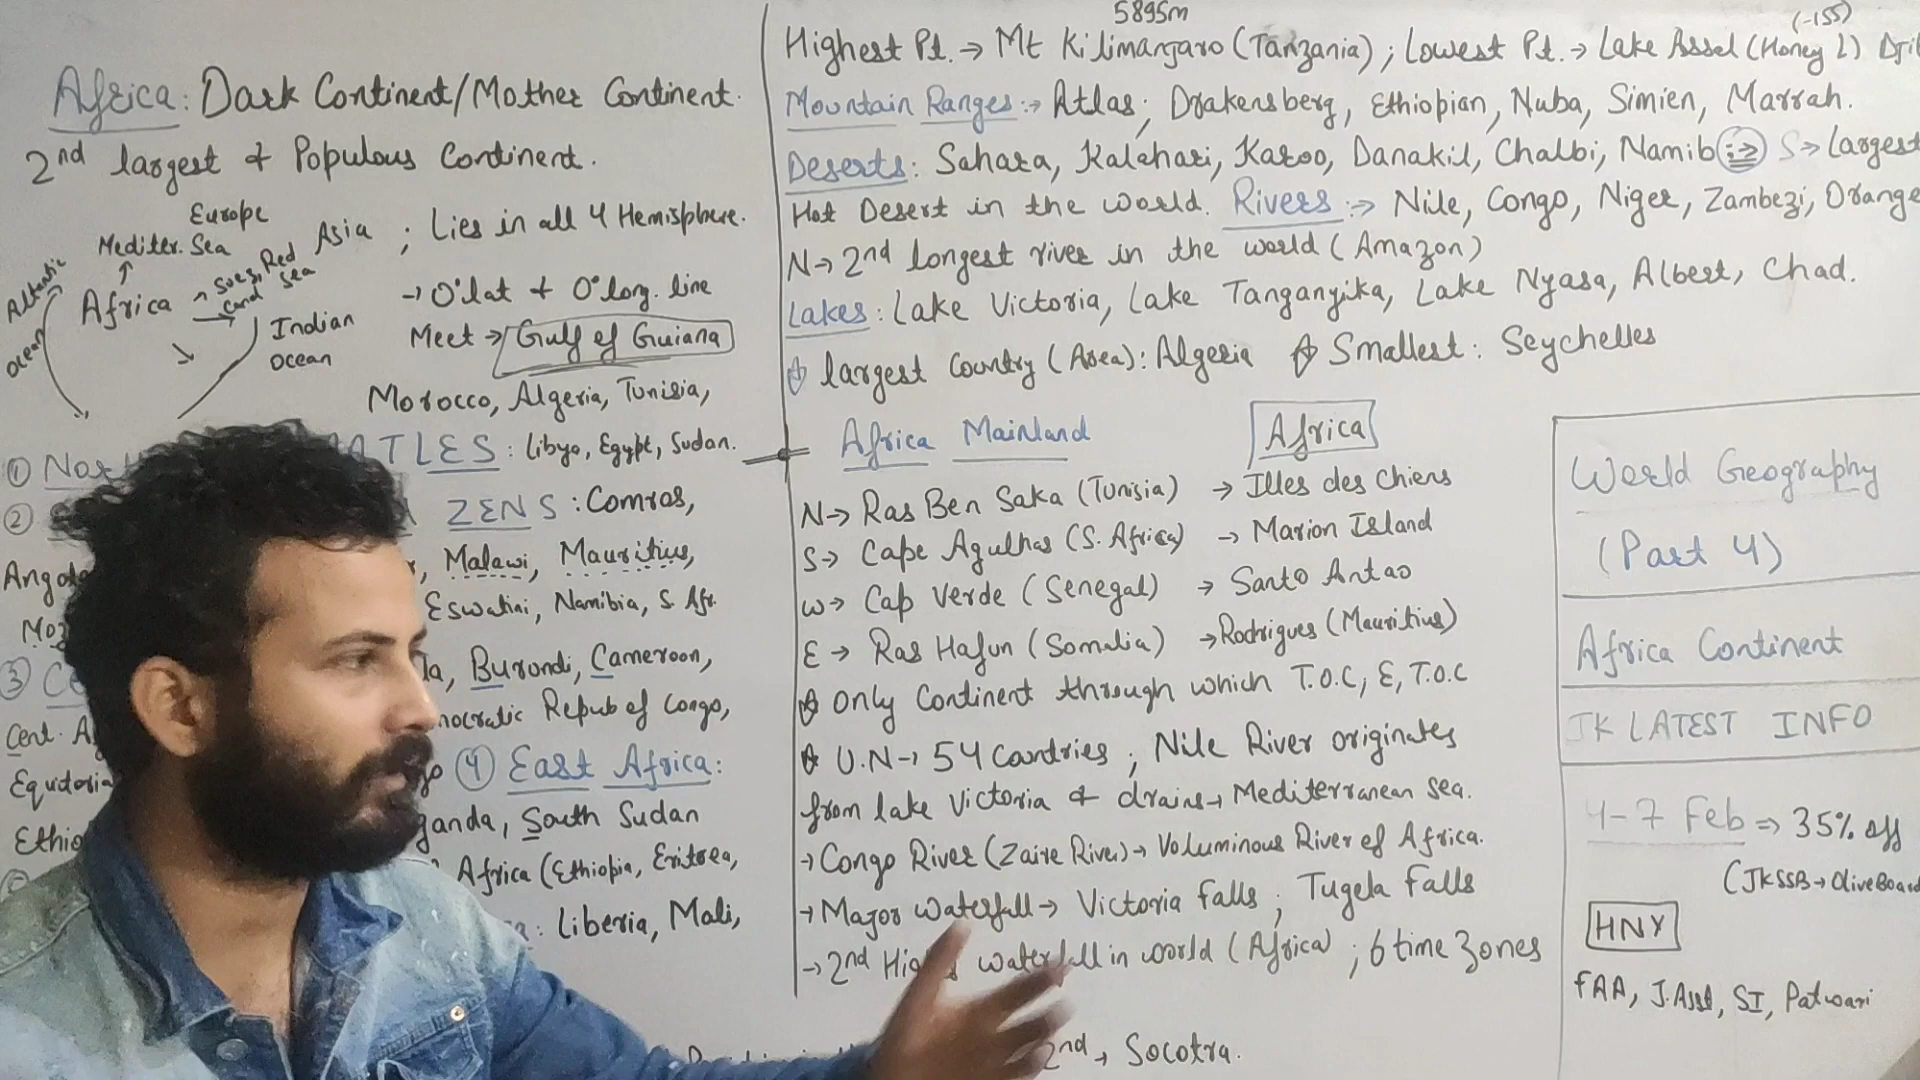 Africa: Dark Continent/Mother Continent.
2nd largest & Populous Continent.
Europe
Mediter. Sea
Asia ; Lies in all 4 Hemisphere.
Atlantic Ocean
Africa
Suez Canal
Red Sea
Indian Ocean
→ 0° lat & 0° long. line
Meet → Gulf of Guiana
Morocco, Algeria, Tunisia,
① ATLES : Libya, Egypt, Sudan.
② ZENS : Comros,
Malawi, Mauritius,
Eswatini, Namibia, S. Afr.
③ Burundi, Cameroon,
Repub of Congo,
Cent.
④ East Africa:
South Sudan
Africa (Ethiopia, Eritrea,
: Liberia, Mali,
5895m
(-155)
Highest Pt. → Mt Kilimanjaro (Tanzania) ; Lowest Pt. → Lake Assal (Honey L)
Mountain Ranges :→ Atlas, Drakensberg, Ethiopian, Nuba, Simien, Marrah.
Deserts: Sahara, Kalahari, Karoo, Danakil, Chalbi, Namib :→ S → Largest
Hot Desert in the world. Rivers :→ Nile, Congo, Niger, Zambezi, Orange
N → 2nd longest river in the world (Amazon)
Lakes: Lake Victoria, Lake Tanganyika, Lake Nyasa, Albert, Chad.
largest Country (Area): Algeria Smallest: Seychelles
Africa Mainland Africa
N → Ras Ben Saka (Tunisia) → Illes des Chiens
S → Cape Agulhas (S. Africa) → Marion Island
W → Cap Verde (Senegal) → Santo Antao
E → Ras Hafun (Somalia) → Rodrigues (Mauritius)
Only Continent through which T.O.C, E, T.O.C
U.N → 54 Countries ; Nile River originates
from lake Victoria & drains → Mediterranean Sea.
→ Congo River (Zaire River) → Voluminous River of Africa.
→ Major Waterfall → Victoria falls ; Tugela falls
→ 2nd waterfall in world (Africa) ; 6 time Zones
2nd → Socotra.
World Geography
(Part 4)
Africa Continent
JK LATEST INFO
4-7 Feb ⇒ 35% off
(JKSSB → OliveBoard
HNY
FAA, J.Asst, SI, Patwari